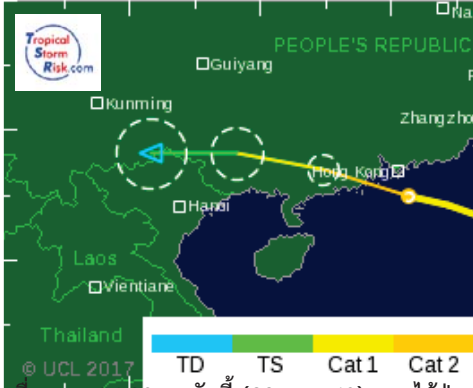 Tropical
Storm
Risk.com
Na
PEOPLE'S REPUBLIC
Guiyang
Kunming
Zhangzho
Hong Kong
Hanoi
Laos
Vientiane
Thailand
© UCL 2017
TD TS Cat 1 Cat 2